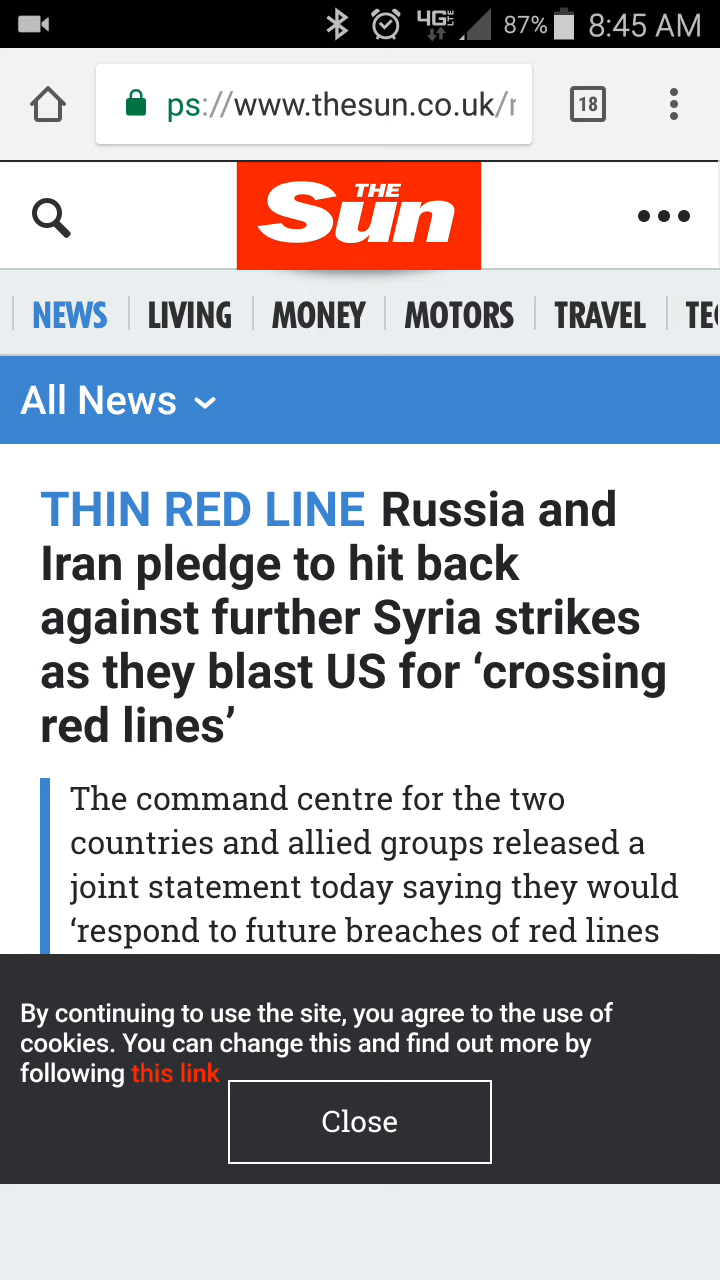 4G LTE 87% 8:45 AM
ps://www.thesun.co.uk/
18
THE
Sun
NEWS LIVING MONEY MOTORS TRAVEL
All News
THIN RED LINE Russia and
Iran pledge to hit back
against further Syria strikes
as they blast US for ‘crossing
red lines’
The command centre for the two
countries and allied groups released a
joint statement today saying they would
‘respond to future breaches of red lines
By continuing to use the site, you agree to the use of
cookies. You can change this and find out more by
following this link
Close